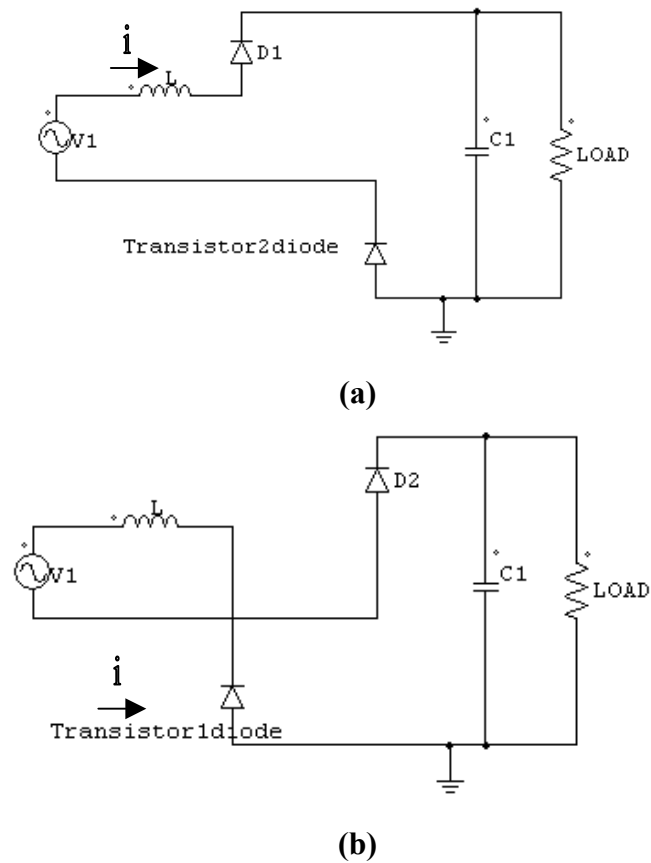 i
D1
L
V1
C1
LOAD
Transistor2diode
(a)
D2
L
V1
C1
LOAD
i
Transistor1diode
(b)